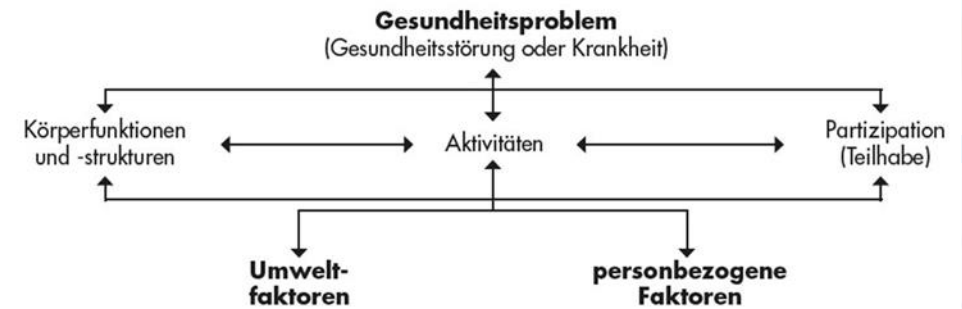 Gesundheitsproblem
(Gesundheitsstörung oder Krankheit)
Körperfunktionen
und -strukturen
Aktivitäten
Partizipation
(Teilhabe)
Umwelt-
faktoren
personbezogene
Faktoren